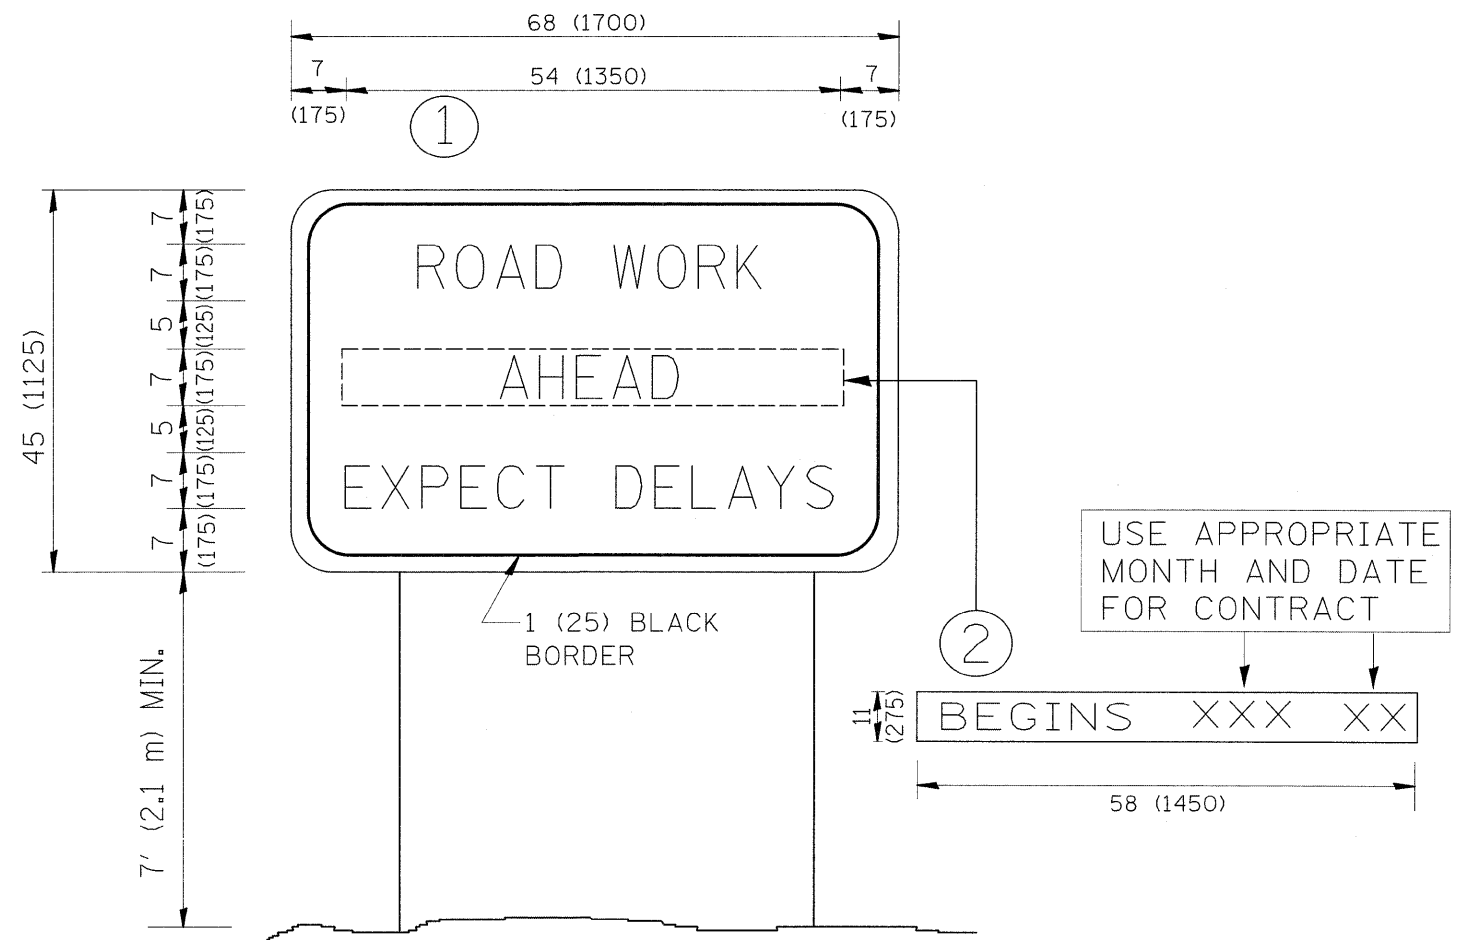 68 (1700)
7
54 (1350)
7
(175)
(175)
1
45 (1125)
7
(175)
7
(175)
5
(125)
7
(175)
5
(125)
7
(175)
7
(175)
ROAD WORK
AHEAD
EXPECT DELAYS
1 (25) BLACK
BORDER
7' (2.1 m) MIN.
2
USE APPROPRIATE
MONTH AND DATE
FOR CONTRACT
11
(275)
BEGINS XXX XX
58 (1450)